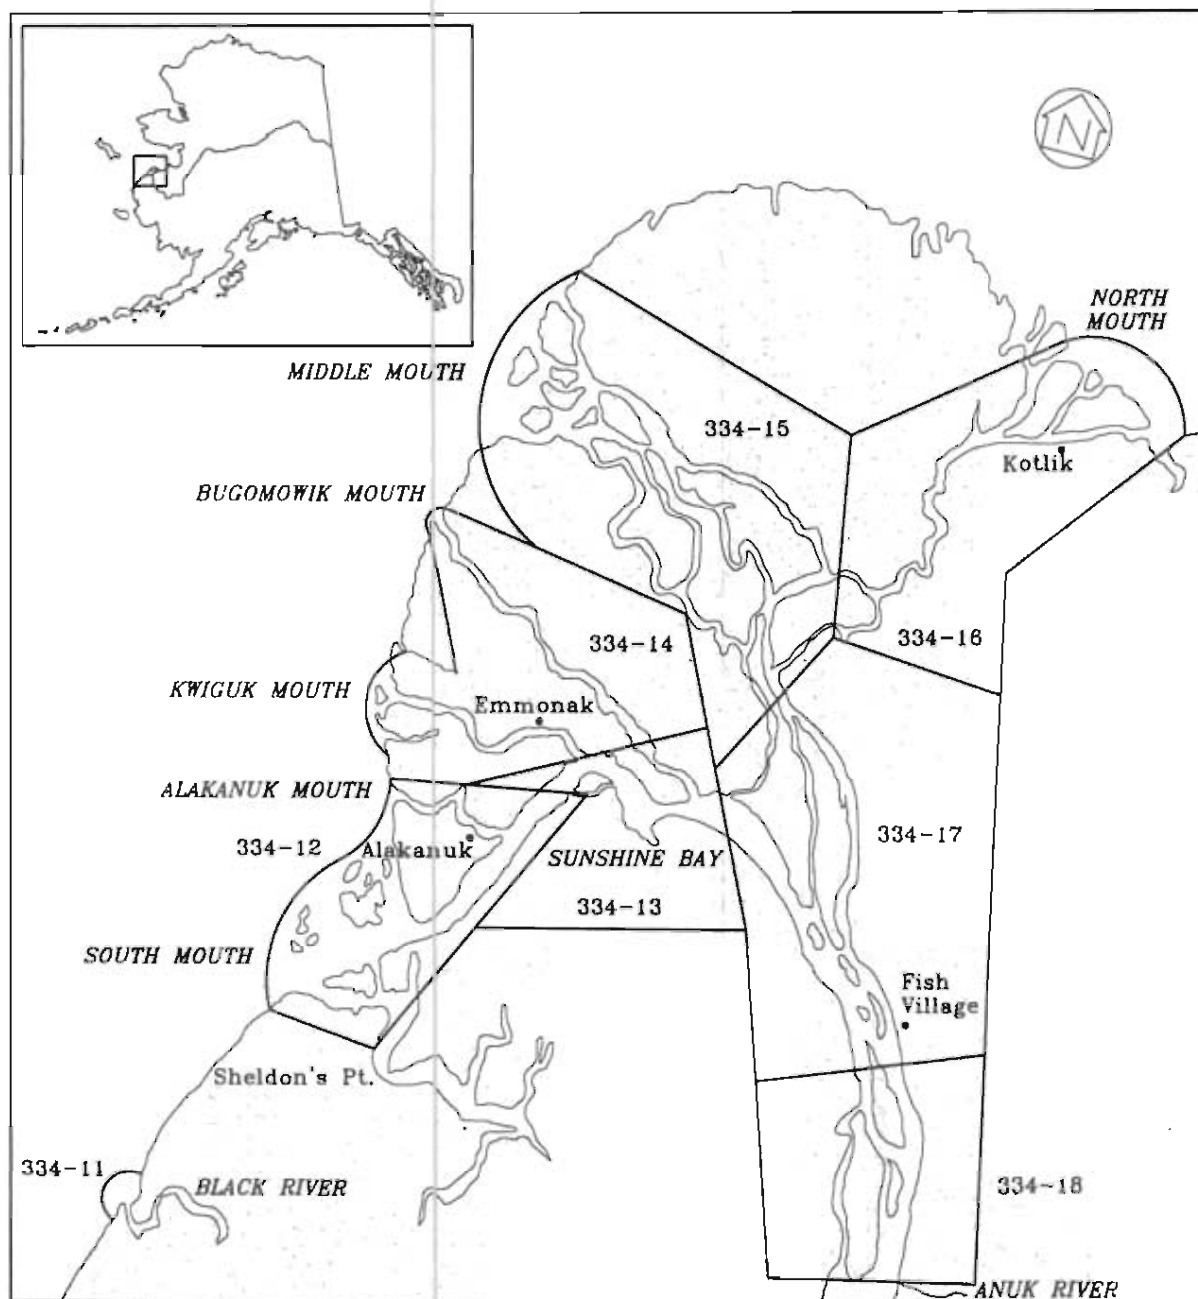 N
NORTH
MOUTH
MIDDLE MOUTH
334-15
Kotlik
BUGOMOWIK MOUTH
334-14
334-16
KWIGUK MOUTH
Emmonak
ALAKANUK MOUTH
334-12
Alakanuk
SUNSHINE BAY
334-17
334-13
SOUTH MOUTH
Fish
Village
Sheldon's Pt.
334-11
BLACK RIVER
334-18
ANUK RIVER